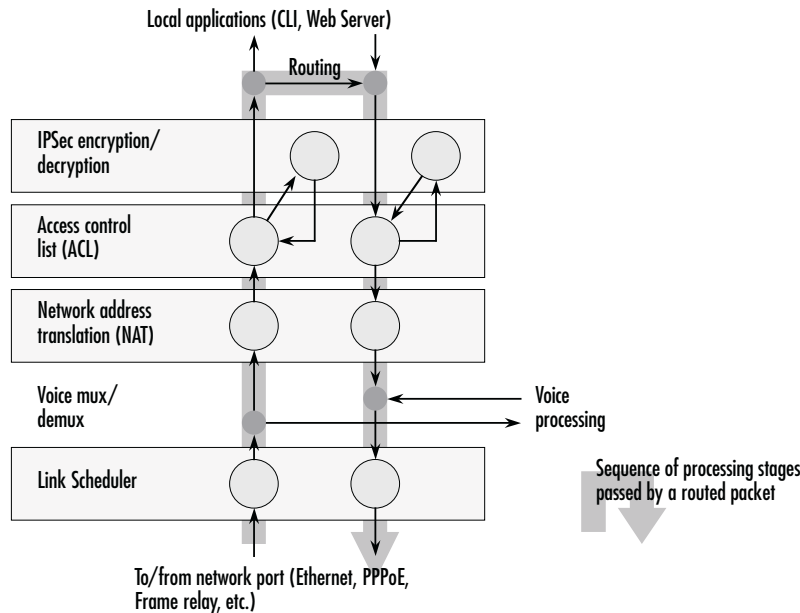 Local applications (CLI, Web Server)
Routing
IPSec encryption/
decryption
Access control
list (ACL)
Network address
translation (NAT)
Voice mux/
demux
Voice
processing
Link Scheduler
Sequence of processing stages
passed by a routed packet
To/from network port (Ethernet, PPPoE,
Frame relay, etc.)